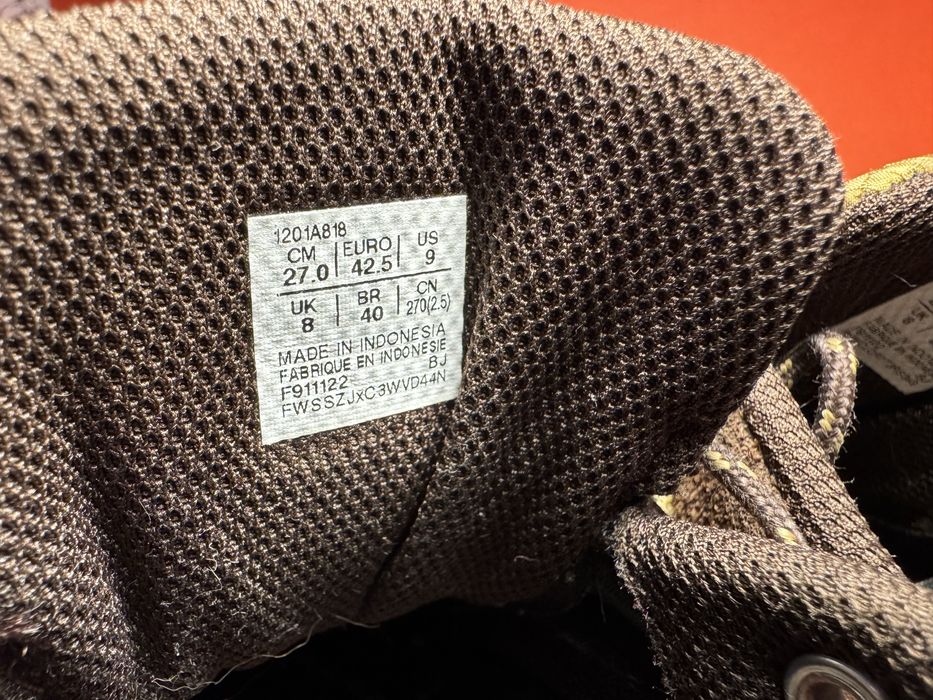 1201A818
CM EURO US
27.0 42.5 9
UK BR CN
8 40 270(2.5)
MADE IN INDONESIA
FABRIQUE EN INDONESIE
F911122 BJ
FWSSZJxC3WVD44N